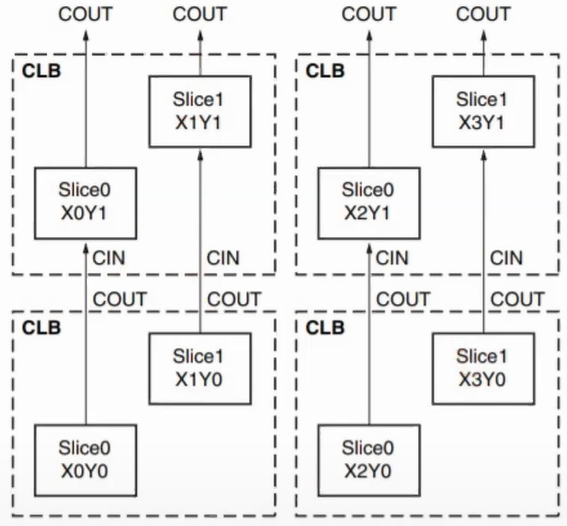 COUT COUT COUT COUT
CLB CLB
Slice1
X1Y1
Slice1
X3Y1
Slice0
X0Y1
Slice0
X2Y1
CIN CIN CIN CIN
COUT COUT COUT COUT
CLB CLB
Slice1
X1Y0
Slice1
X3Y0
Slice0
X0Y0
Slice0
X2Y0